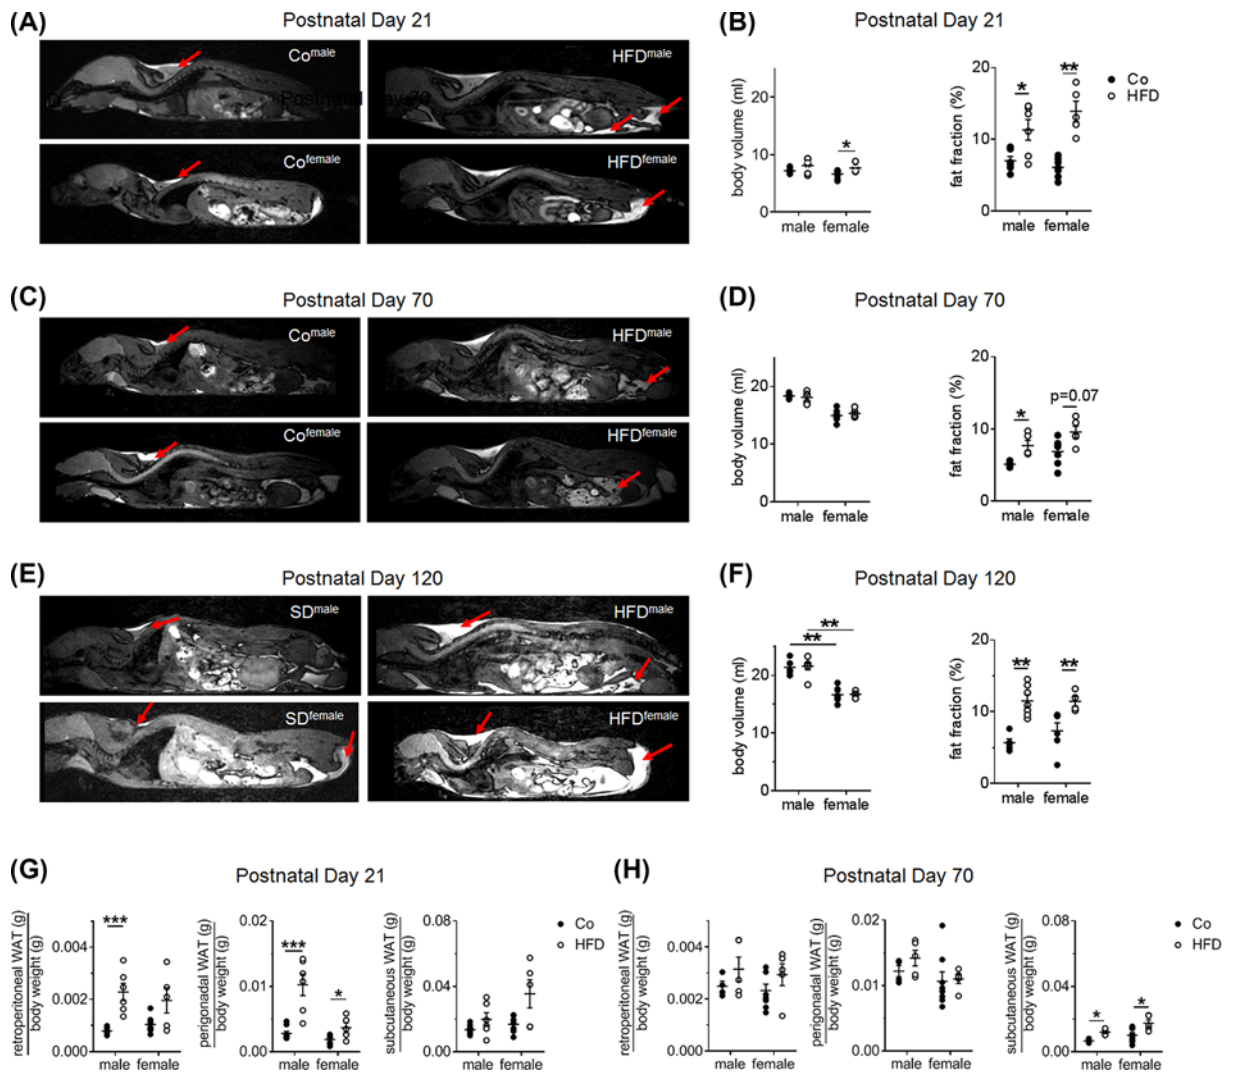 (A) Postnatal Day 21
Co^male
HFD^male
Postnatal Day 70
Co^female
HFD^female
(B) Postnatal Day 21
body volume (ml)
20
10
0
*
male female
fat fraction (%)
20
10
0
*
**
male female
Co
HFD
(C) Postnatal Day 70
Co^male
HFD^male
Co^female
HFD^female
(D) Postnatal Day 70
body volume (ml)
20
10
0
male female
fat fraction (%)
20
10
0
*
p=0.07
male female
(E) Postnatal Day 120
SD^male
HFD^male
SD^female
HFD^female
(F) Postnatal Day 120
body volume (ml)
20
10
0
**
**
male female
fat fraction (%)
20
10
0
**
**
male female
(G) Postnatal Day 21
retroperitoneal WAT (g)
body weight (g)
0.004
0.002
0.000
***
male female
perigonadal WAT (g)
body weight (g)
0.01
0.01
0.00
***
*
male female
subcutaneous WAT (g)
body weight (g)
0.08
0.04
0.00
male female
Co
HFD
(H) Postnatal Day 70
retroperitoneal WAT (g)
body weight (g)
0.004
0.002
0.000
male female
perigonadal WAT (g)
body weight (g)
0.02
0.01
0.00
male female
subcutaneous WAT (g)
body weight (g)
0.08
0.04
0.00
*
*
male female
Co
HFD